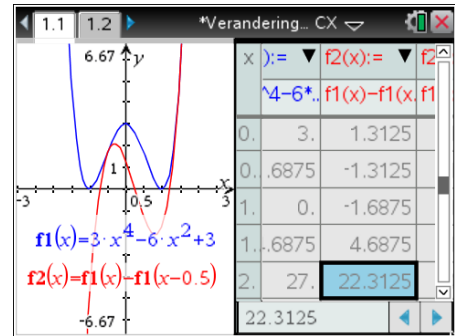 1.1 1.2 *Verandering... CX
6.67 y
1
x
-3 0.5 3
f1(x)=3·x^4-6·x^2+3
f2(x)=f1(x)-f1(x-0.5)
-6.67
x ):= ▼ f2(x):= ▼ f2
^4-6*.. f1(x)-f1(x. f1
0. 3. 1.3125
0. .6875 -1.3125
1. 0. -1.6875
1. .6875 4.6875
2. 27. 22.3125
22.3125